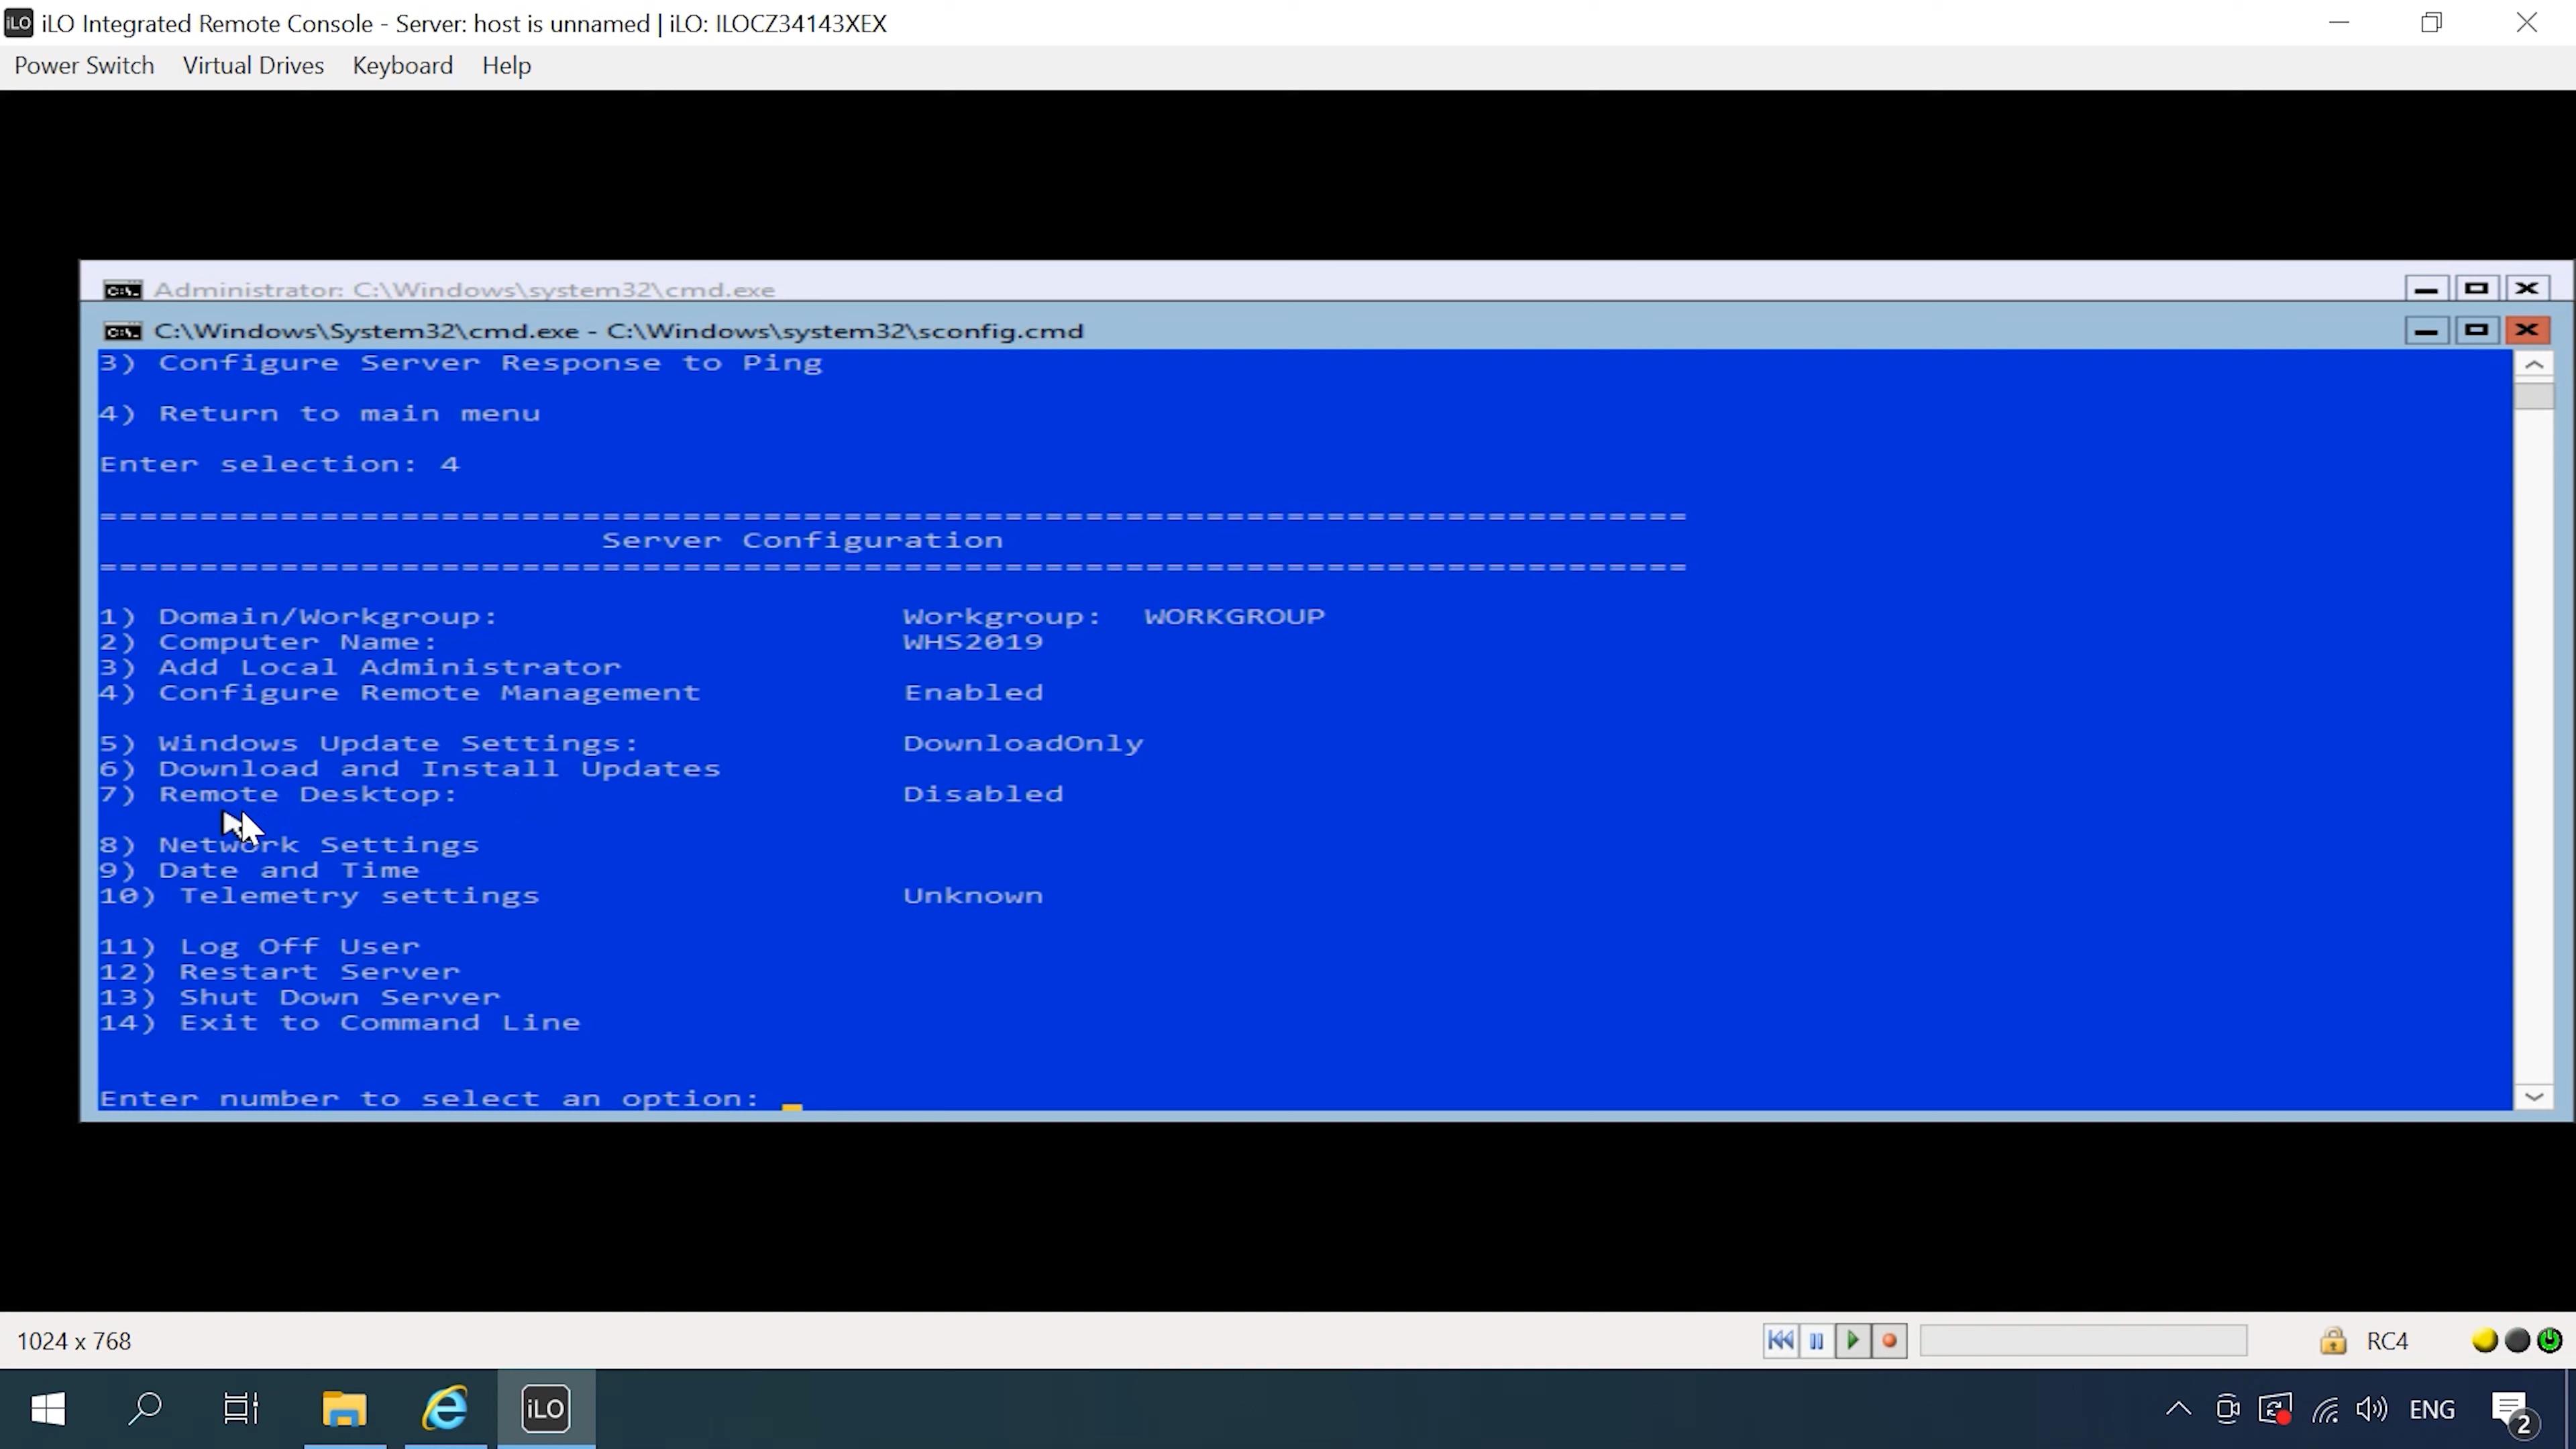 iLO iLO Integrated Remote Console - Server: host is unnamed | iLO: ILOCZ34143XEX
Power Switch Virtual Drives Keyboard Help
C:\. Administrator: C:\Windows\system32\cmd.exe
C:\. C:\Windows\System32\cmd.exe - C:\Windows\system32\sconfig.cmd
3) Configure Server Response to Ping
4) Return to main menu
Enter selection: 4
===============================================================================
Server Configuration
===============================================================================
1) Domain/Workgroup: Workgroup: WORKGROUP
2) Computer Name: WHS2019
3) Add Local Administrator
4) Configure Remote Management Enabled
5) Windows Update Settings: DownloadOnly
6) Download and Install Updates
7) Remote Desktop: Disabled
8) Network Settings
9) Date and Time
10) Telemetry settings Unknown
11) Log Off User
12) Restart Server
13) Shut Down Server
14) Exit to Command Line
Enter number to select an option:
1024 x 768 RC4
iLO ENG 2